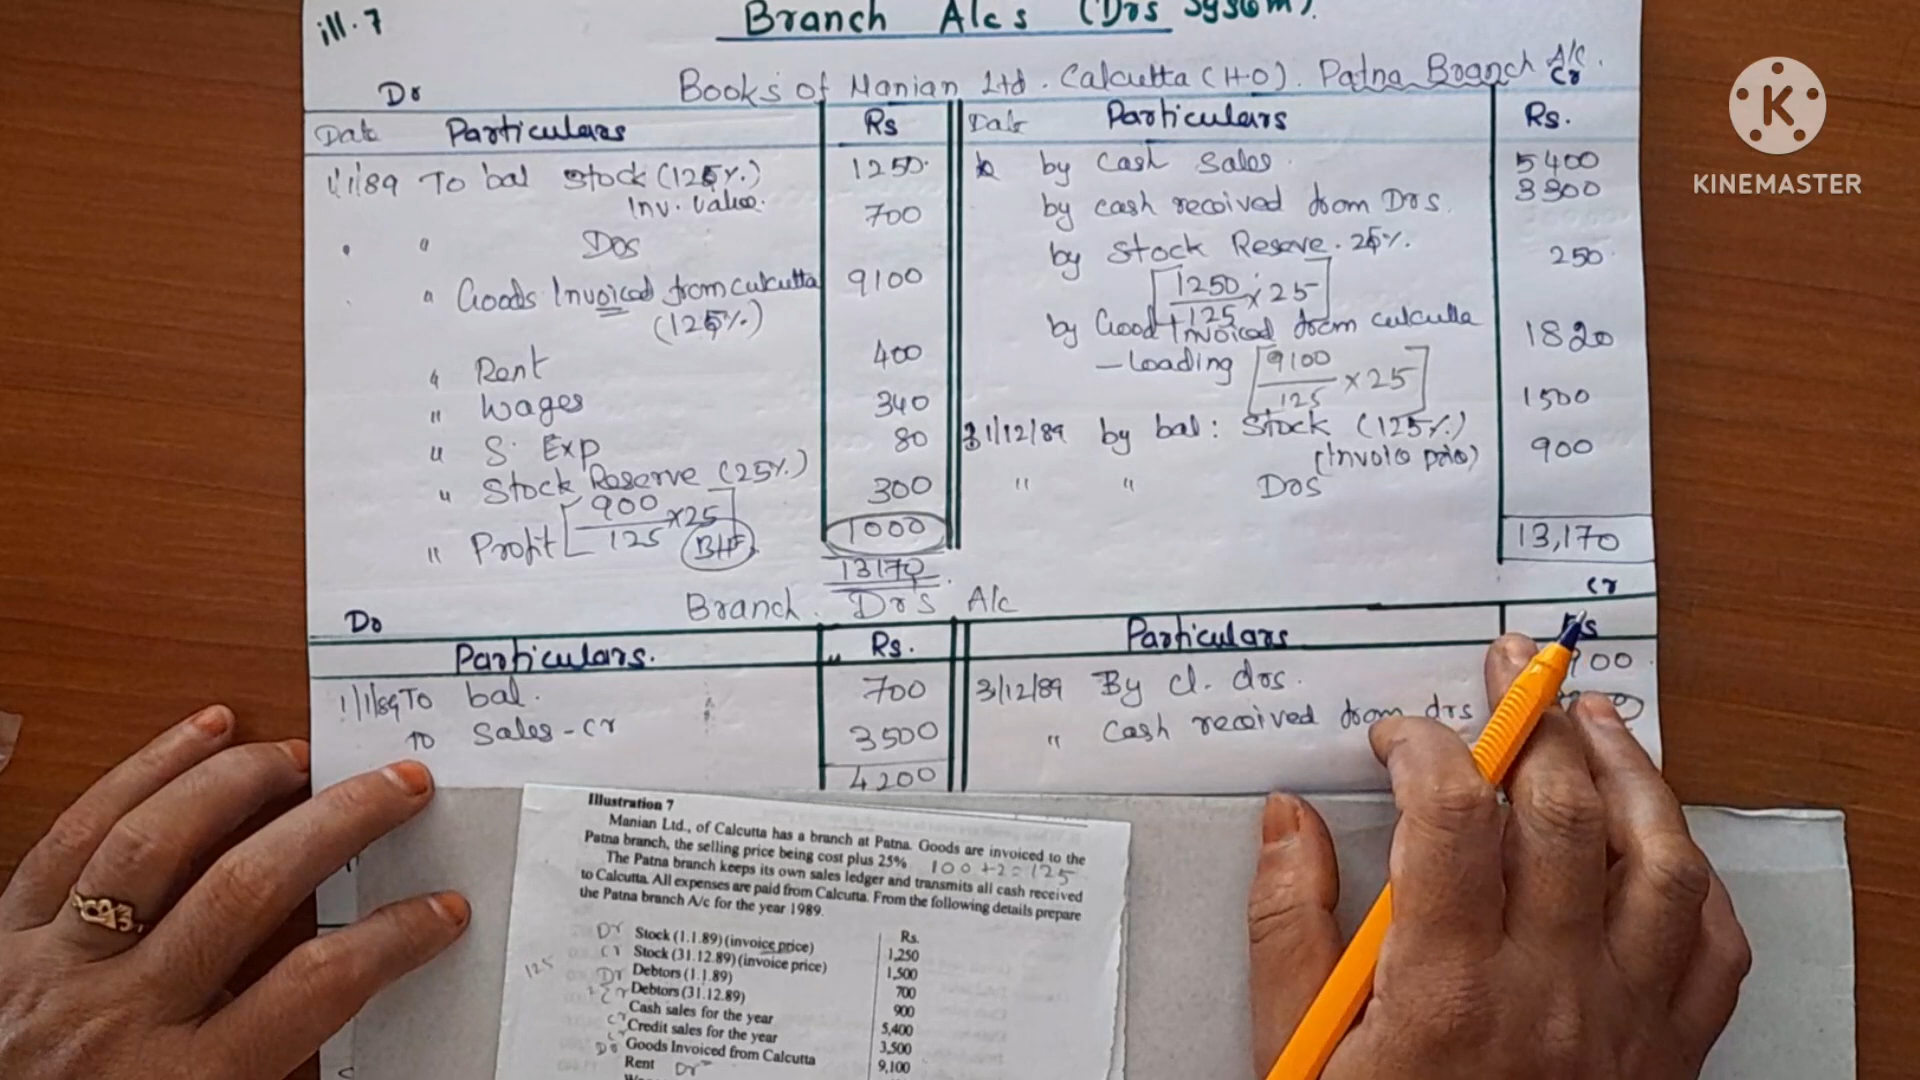 ill.7
Branch A/cs (Drs System).
Books of Manian Ltd. Calcutta (H.O). Patna Branch A/c.
Dr
Cr
Date Particulars Rs Date Particulars Rs.
1/1/89 To bal Stock (125%.) 1250
Inv. Value.
" Drs 700
" Goods Invoiced from culcutta 9100
(125%)
" Rent 400
" Wages 340
" S. Exp 80
" Stock Reserve (25%.) 300
" Profit [900/125 x 25] (B/F) 1000
13170
by Cash Sales. 5400
by cash received from Drs. 3300
by Stock Reserve. 25%. 250
[1250/125 x 25]
by Good Invoiced from culcutta 1820
- Loading [9100/125 x 25]
31/12/89 by bal: Stock (125%.) 1500
(Invoice price)
" " Drs 900
13,170
Branch Drs A/c
Dr
Cr
Particulars. Rs. Particulars Rs
1/1/89 To bal. 700
To Sales - Cr 3500
4200
31/12/89 By cl. drs. 900
" Cash received from drs
Illustration 7
Manian Ltd., of Calcutta has a branch at Patna. Goods are invoiced to the
Patna branch, the selling price being cost plus 25%. 100 + 2 = 125
The Patna branch keeps its own sales ledger and transmits all cash received
to Calcutta. All expenses are paid from Calcutta. From the following details prepare
the Patna branch A/c for the year 1989.
Rs.
Dr Stock (1.1.89) (invoice price) 1,250
Cr Stock (31.12.89) (invoice price) 1,500
125
Dr Debtors (1.1.89) 700
Cr Debtors (31.12.89) 900
Cash sales for the year 5,400
Cr Credit sales for the year 3,500
Dr Goods Invoiced from Calcutta 9,100
Rent Dr
K
KINEMASTER